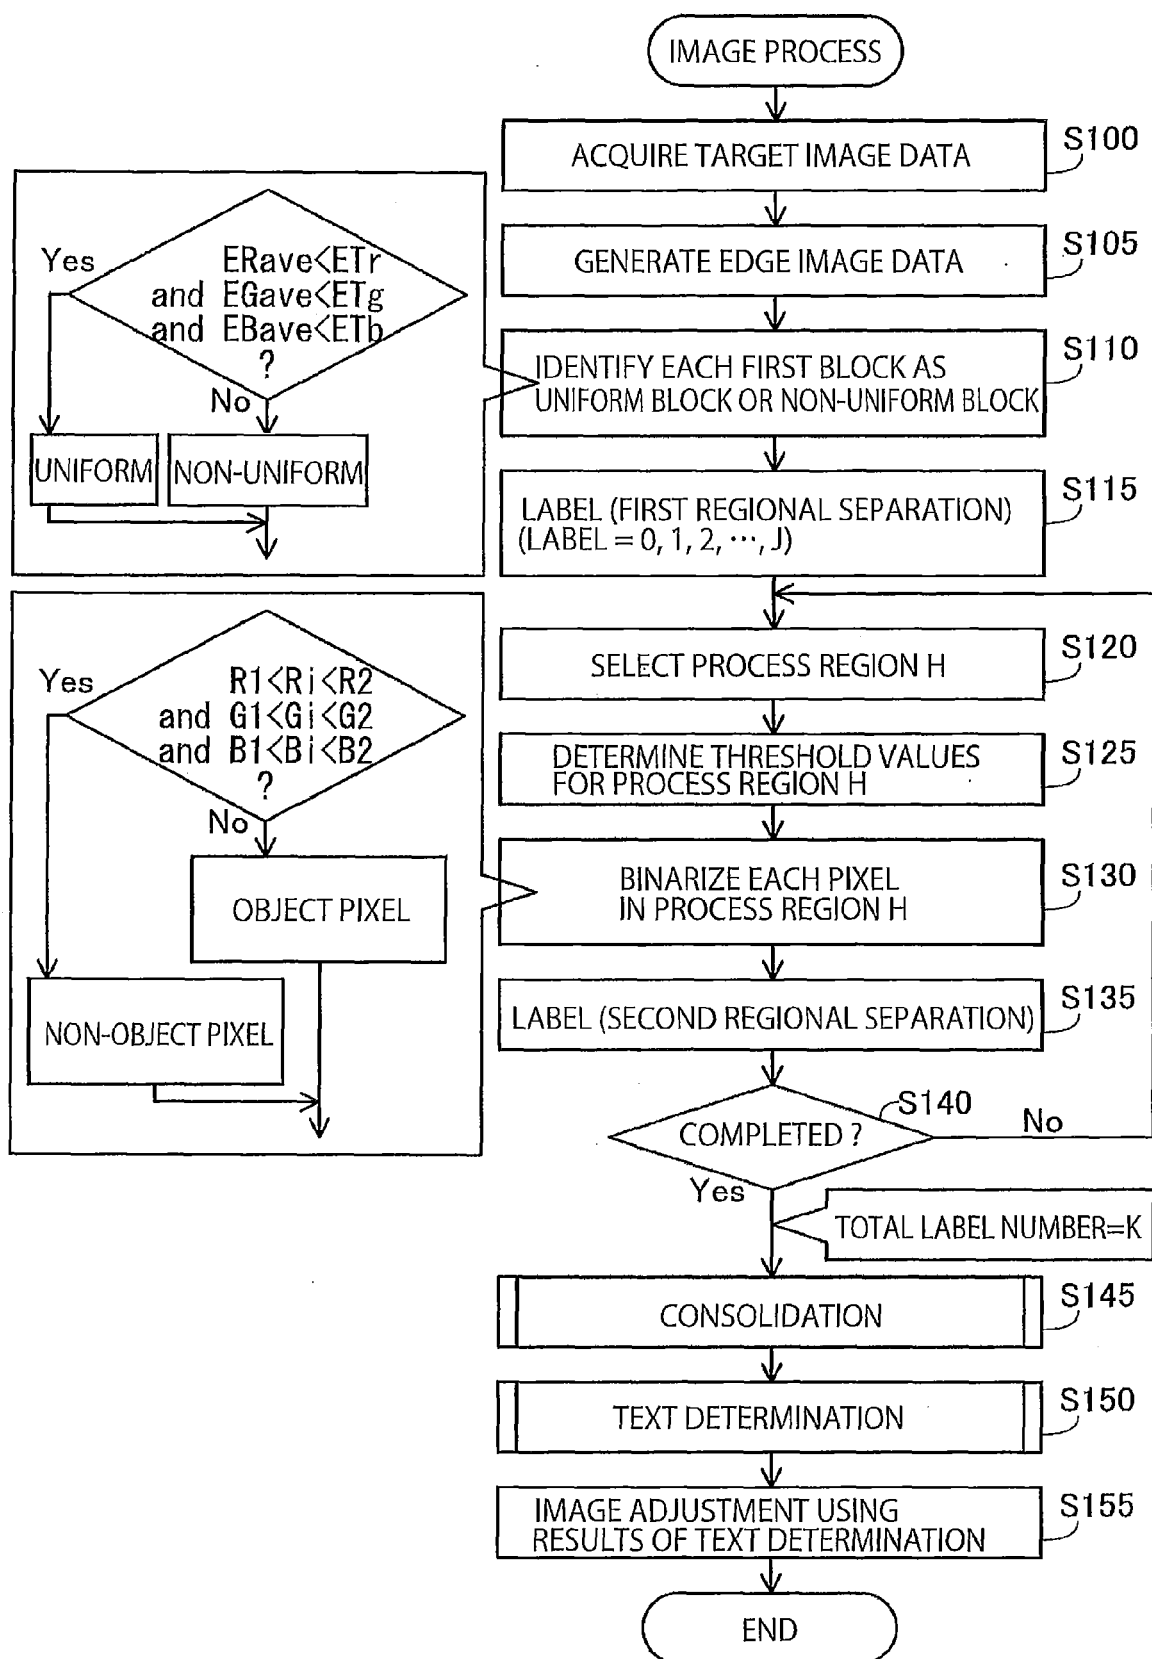 IMAGE PROCESS
ACQUIRE TARGET IMAGE DATA
S100
GENERATE EDGE IMAGE DATA
S105
IDENTIFY EACH FIRST BLOCK AS
UNIFORM BLOCK OR NON-UNIFORM BLOCK
S110
Yes
ERave<ETr
and EGave<ETg
and EBave<ETb
?
No
UNIFORM
NON-UNIFORM
LABEL (FIRST REGIONAL SEPARATION)
(LABEL = 0, 1, 2, ···, J)
S115
SELECT PROCESS REGION H
S120
DETERMINE THRESHOLD VALUES
FOR PROCESS REGION H
S125
BINARIZE EACH PIXEL
IN PROCESS REGION H
S130
Yes
R1<Ri<R2
and G1<Gi<G2
and B1<Bi<B2
?
No
OBJECT PIXEL
NON-OBJECT PIXEL
LABEL (SECOND REGIONAL SEPARATION)
S135
COMPLETED ?
S140
No
Yes
TOTAL LABEL NUMBER=K
CONSOLIDATION
S145
TEXT DETERMINATION
S150
IMAGE ADJUSTMENT USING
RESULTS OF TEXT DETERMINATION
S155
END